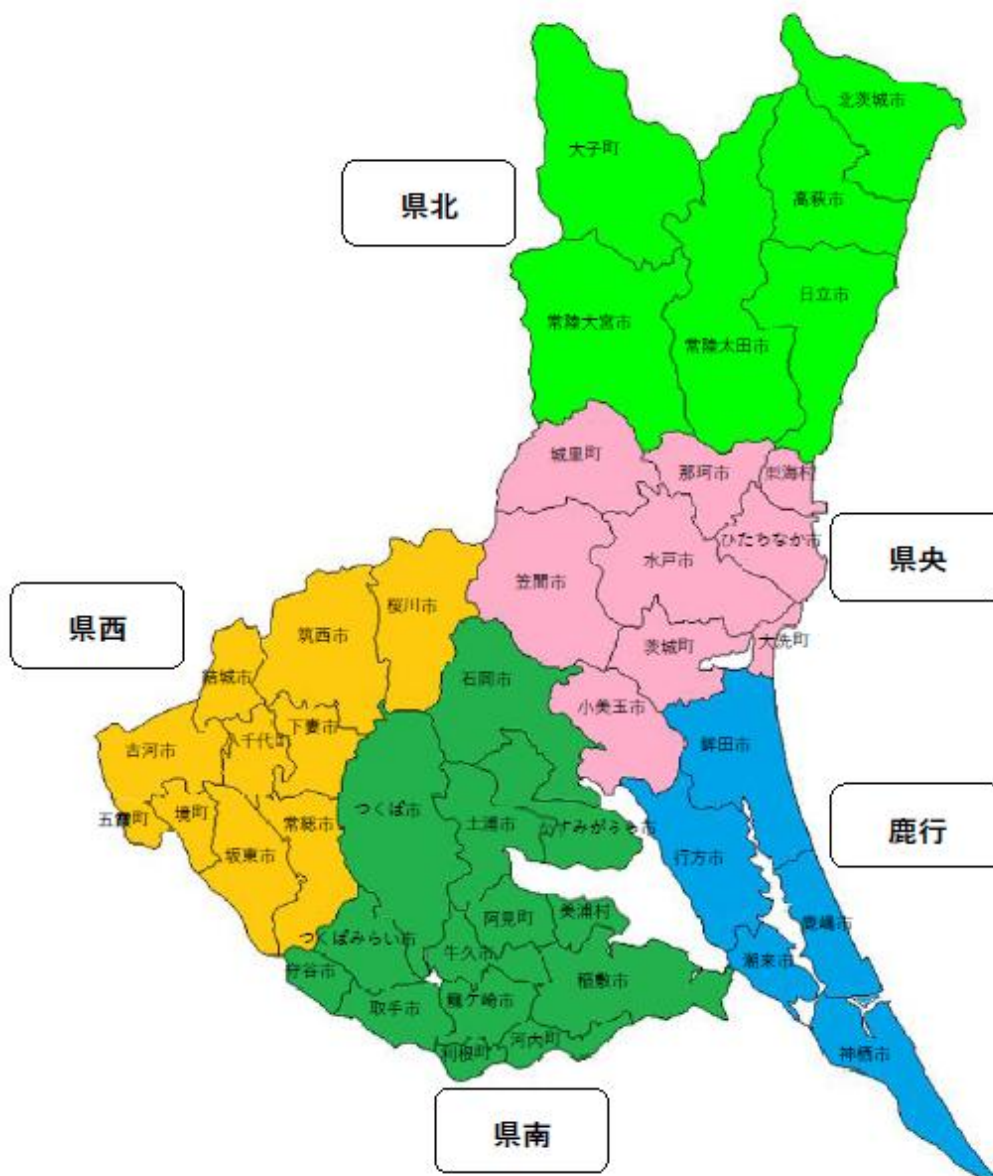 北茨城市
大子町
高萩市
県北
日立市
常陸大宮市
常陸太田市
城里町
那珂市
東海村
ひたちなか市
県央
水戸市
笠間市
桜川市
県西
筑西市
茨城町
大洗町
結城市
石岡市
小美玉市
下妻市
八千代町
古河市
鉾田市
つくば市
五霞町
境町
常総市
土浦市
かすみがうら市
鹿行
坂東市
行方市
美浦村
阿見町
鹿嶋市
つくばみらい市
牛久市
潮来市
守谷市
稲敷市
取手市
龍ケ崎市
河内町
利根町
神栖市
県南